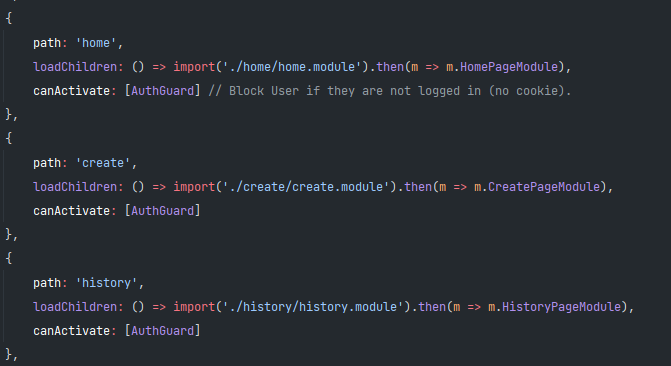 {
path: 'home',
loadChildren: () => import('./home/home.module').then(m => m.HomePageModule),
canActivate: [AuthGuard] // Block User if they are not logged in (no cookie).
},
{
path: 'create',
loadChildren: () => import('./create/create.module').then(m => m.CreatePageModule),
canActivate: [AuthGuard]
},
{
path: 'history',
loadChildren: () => import('./history/history.module').then(m => m.HistoryPageModule),
canActivate: [AuthGuard]
},